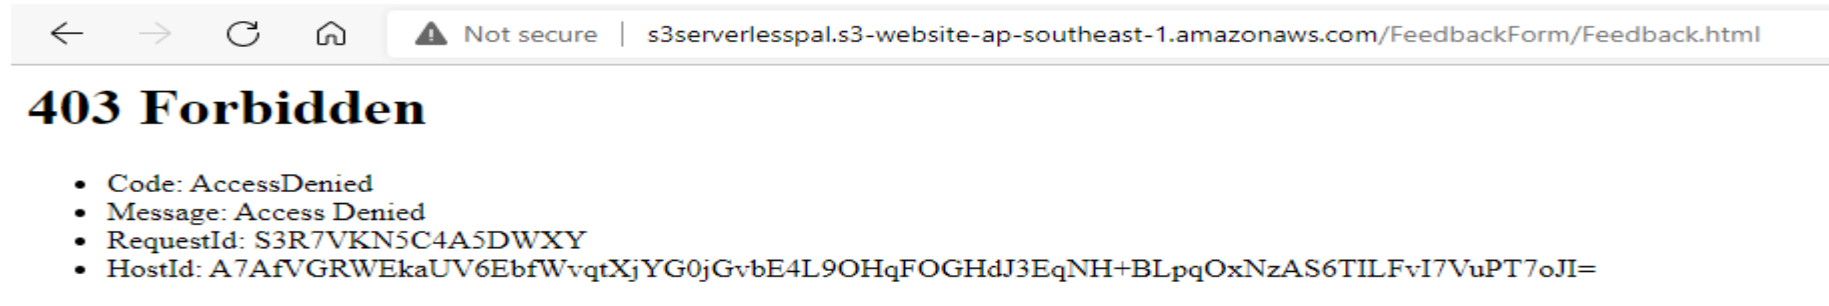 Not secure | s3serverlesspal.s3-website-ap-southeast-1.amazonaws.com/FeedbackForm/Feedback.html
403 Forbidden
• Code: AccessDenied
• Message: Access Denied
• RequestId: S3R7VKN5C4A5DWXY
• HostId: A7AfVGRWEkaUV6EbfWvqtXjYG0jGvbE4L9OHqFOGHdJ3EqNH+BLpqOxNzAS6TILFvI7VuPT7oJI=